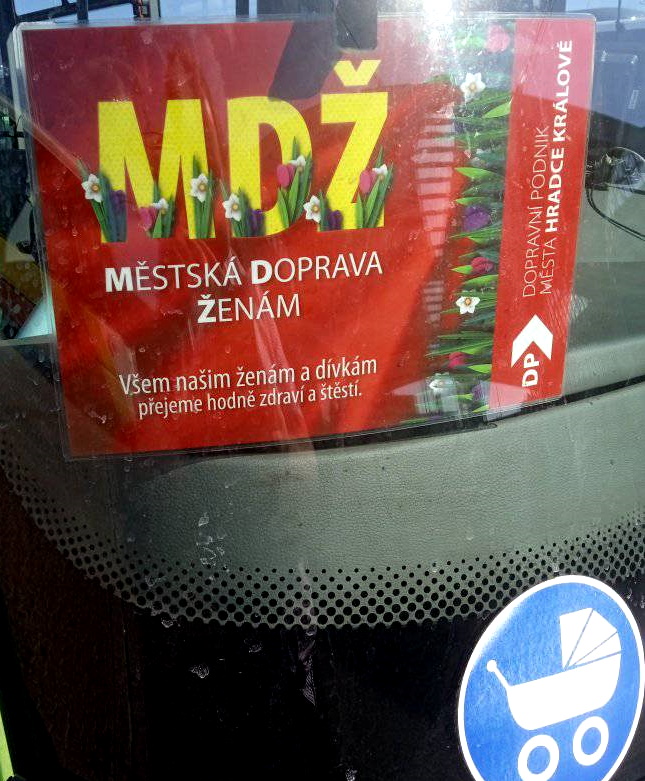 MDŽ
MĚSTSKÁ DOPRAVA
ŽENÁM
Všem našim ženám a dívkám
přejeme hodně zdraví a štěstí.
DP
DOPRAVNÍ PODNIK
MĚSTA HRADCE KRÁLOVÉ